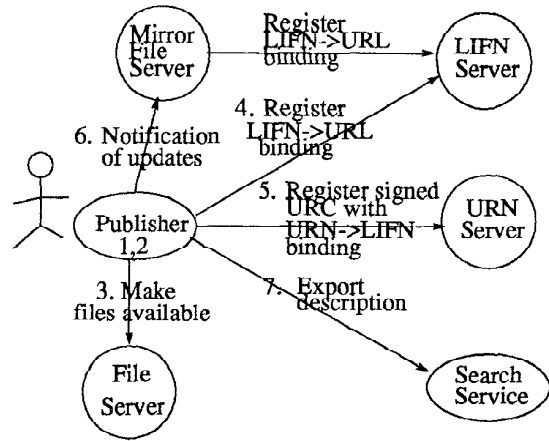 Mirror
File
Server
Register
LIFN->URL
binding
LIFN
Server
4. Register
LIFN->URL
binding
6. Notification
of updates
5. Register signed
URC with
URN->LIFN
binding
URN
Server
Publisher
1,2
3. Make
files available
7. Export
description
File
Server
Search
Service